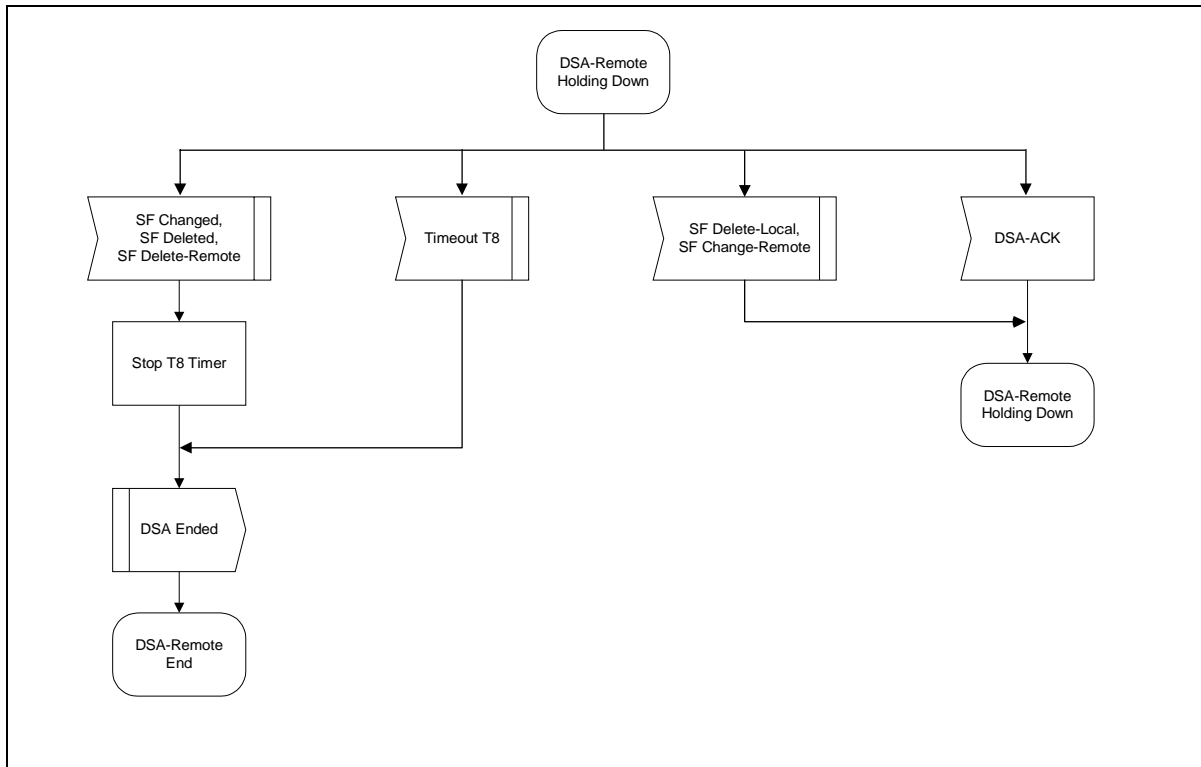 DSA-Remote
Holding Down
SF Changed,
SF Deleted,
SF Delete-Remote
Timeout T8
SF Delete-Local,
SF Change-Remote
DSA-ACK
Stop T8 Timer
DSA-Remote
Holding Down
DSA Ended
DSA-Remote
End